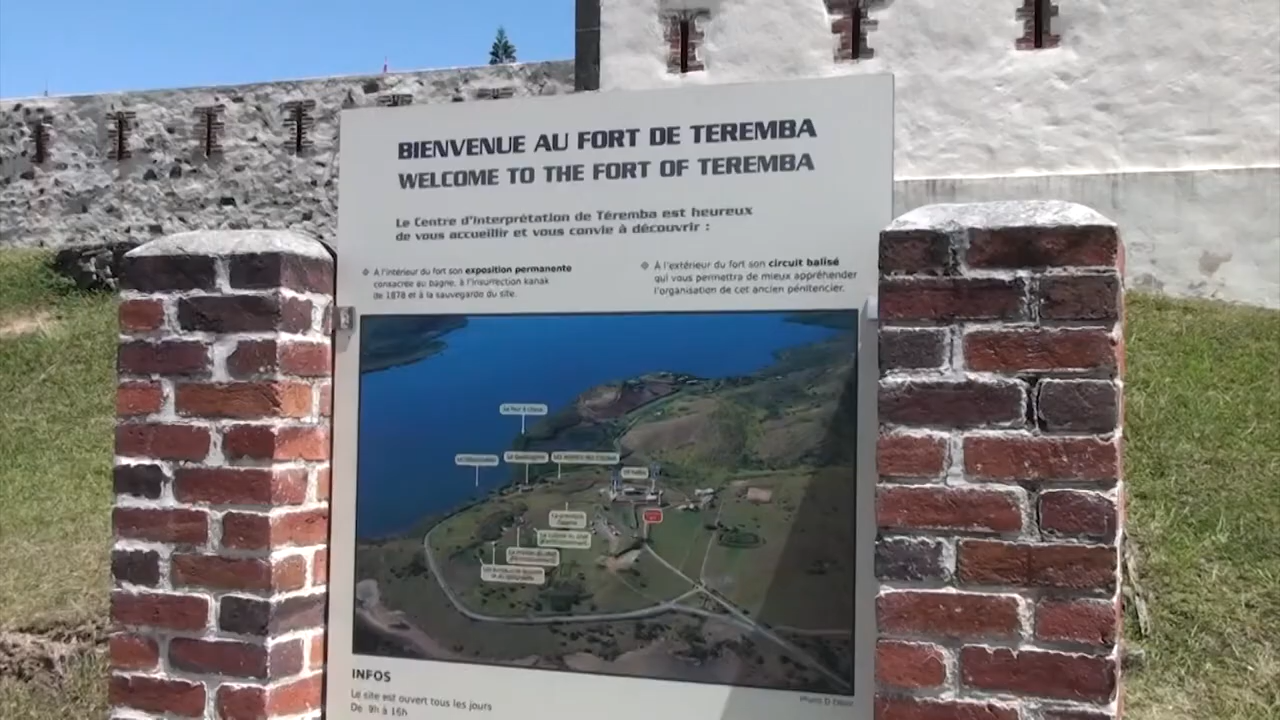 BIENVENUE AU FORT DE TEREMBA
WELCOME TO THE FORT OF TEREMBA
Le Centre d'Interprétation de Téremba est heureux
de vous accueillir et vous convie à découvrir :
A l'intérieur du fort son exposition permanente
consacrée au bagne, à l'insurrection kanak
de 1878 et à la sauvegarde du site.
À l'extérieur du fort son circuit balisé
qui vous permettra de mieux appréhender
l'organisation de cet ancien pénitencier.
Le four à chaux
INFOS
Le site est ouvert tous les jours
De 9h à 16h